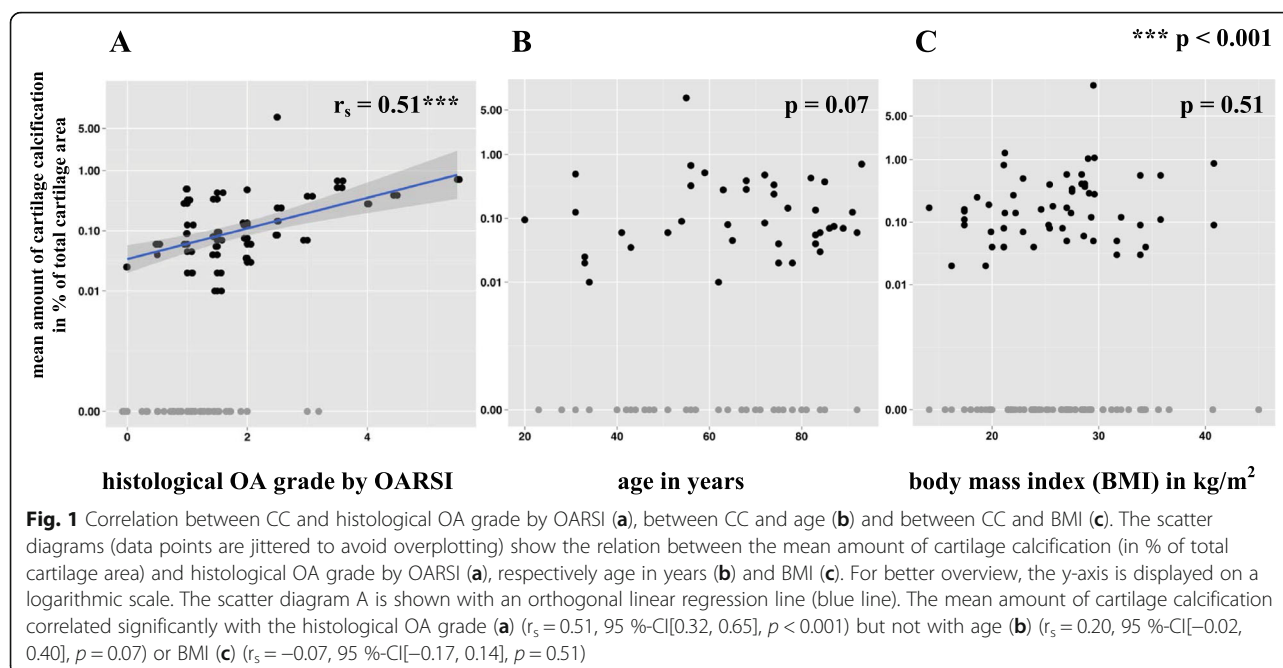 A
B
C
*** p < 0.001
r_s = 0.51***
p = 0.07
p = 0.51
mean amount of cartilage calcification
in % of total cartilage area
5.00
1.00
0.10
0.01
0.00
0
2
4
5.00
1.00
0.10
0.01
0.00
20
40
60
80
5.00
1.00
0.10
0.01
0.00
20
30
40
histological OA grade by OARSI
age in years
body mass index (BMI) in kg/m²
Fig. 1 Correlation between CC and histological OA grade by OARSI (a), between CC and age (b) and between CC and BMI (c). The scatter
diagrams (data points are jittered to avoid overplotting) show the relation between the mean amount of cartilage calcification (in % of total
cartilage area) and histological OA grade by OARSI (a), respectively age in years (b) and BMI (c). For better overview, the y-axis is displayed on a
logarithmic scale. The scatter diagram A is shown with an orthogonal linear regression line (blue line). The mean amount of cartilage calcification
correlated significantly with the histological OA grade (a) (r_s = 0.51, 95 %-CI[0.32, 0.65], p < 0.001) but not with age (b) (r_s = 0.20, 95 %-CI[−0.02,
0.40], p = 0.07) or BMI (c) (r_s = −0.07, 95 %-CI[−0.17, 0.14], p = 0.51)